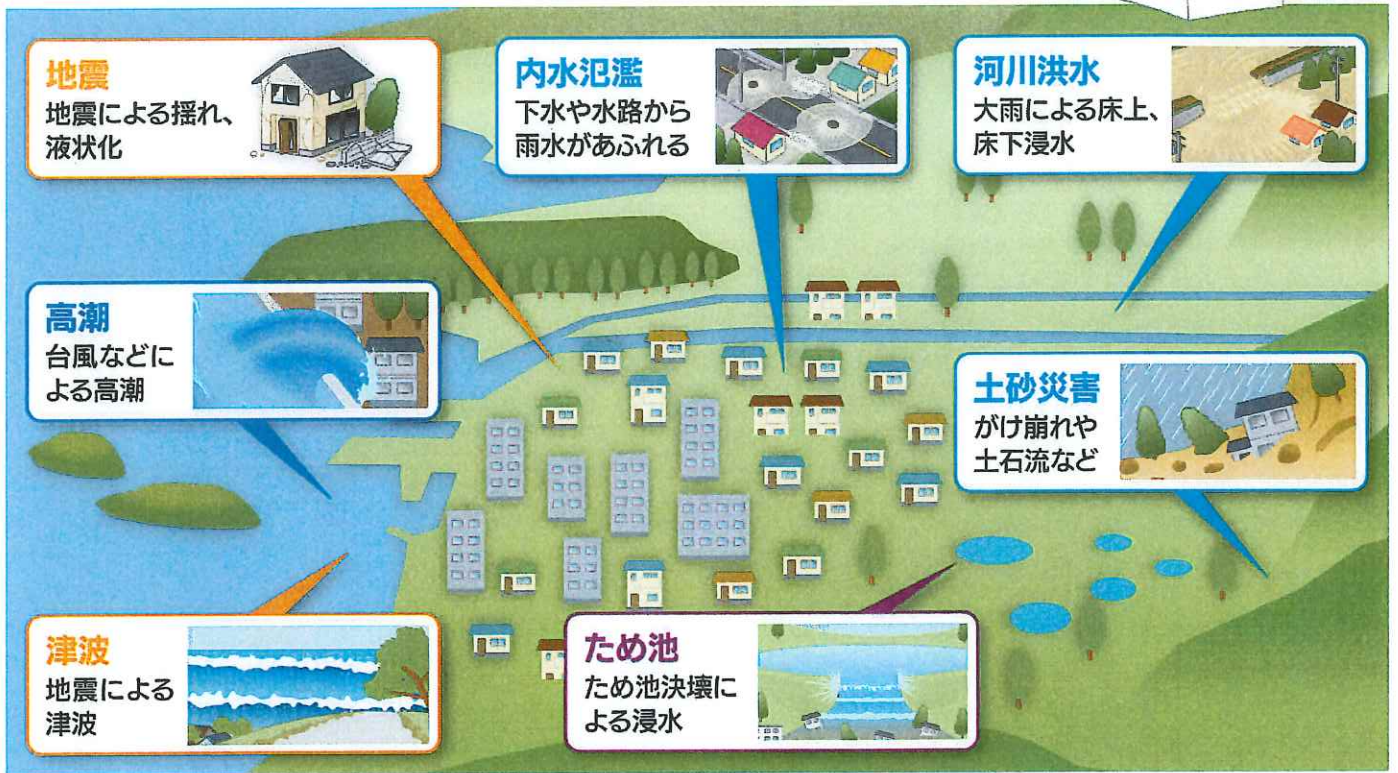 地震
地震による揺れ、
液状化
内水氾濫
下水や水路から
雨水があふれる
河川洪水
大雨による床上、
床下浸水
高潮
台風などに
よる高潮
土砂災害
がけ崩れや
土石流など
津波
地震による
津波
ため池
ため池決壊に
よる浸水